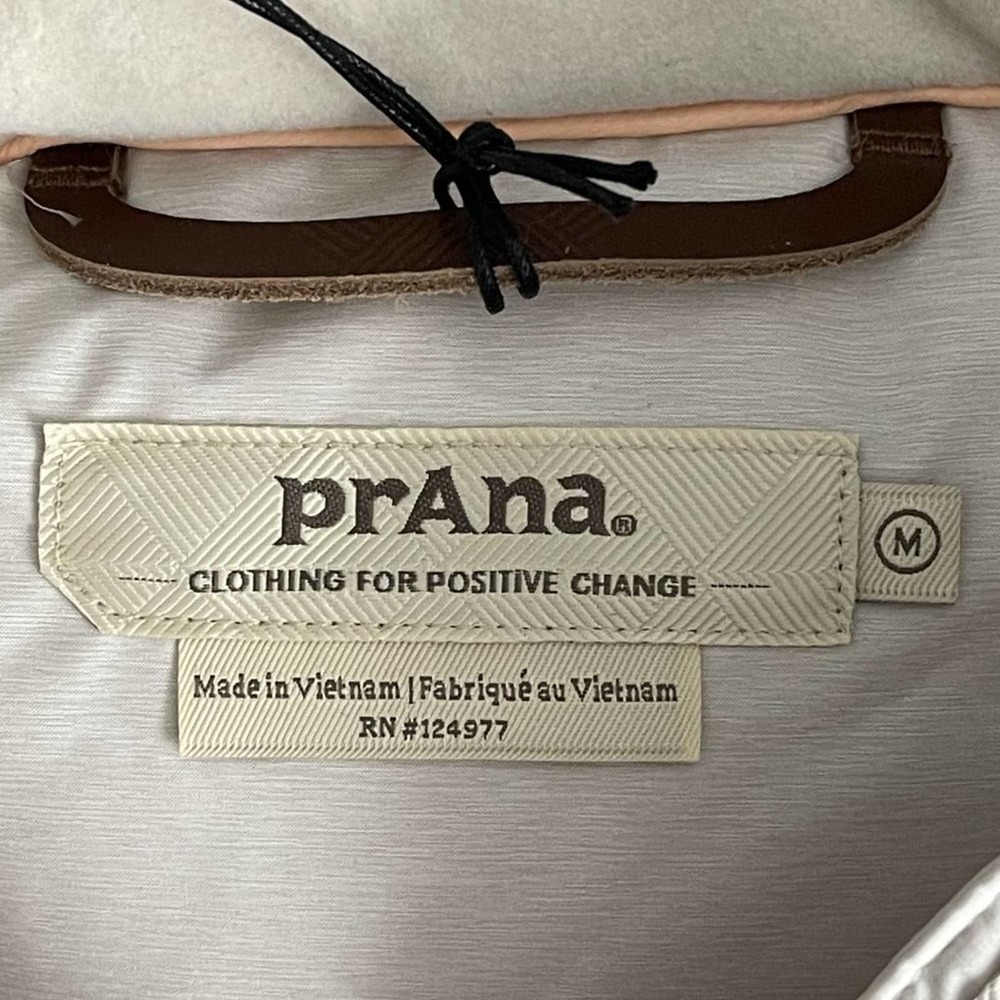 prAna®
CLOTHING FOR POSITIVE CHANGE
M
Made in Vietnam | Fabriqué au Vietnam
RN #124977